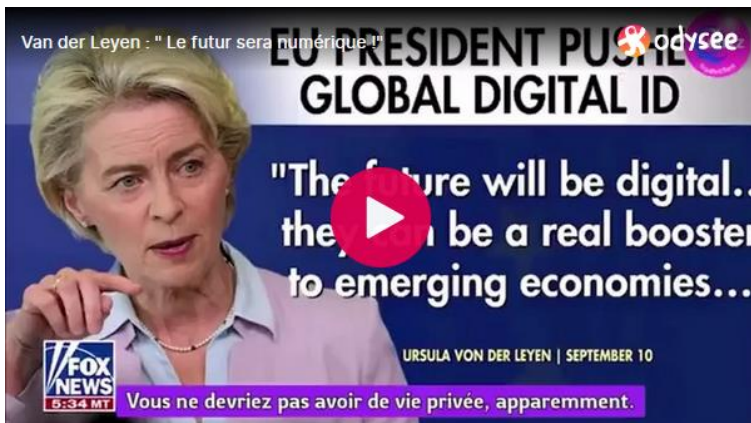 Van der Leyen : " Le futur sera numérique !"
odysee
EU PRESIDENT PUSHE
GLOBAL DIGITAL ID
"The future will be digital..
they can be a real booster
to emerging economies...
URSULA VON DER LEYEN | SEPTEMBER 10
FOX
NEWS
5:34 MT
Vous ne devriez pas avoir de vie privée, apparemment.